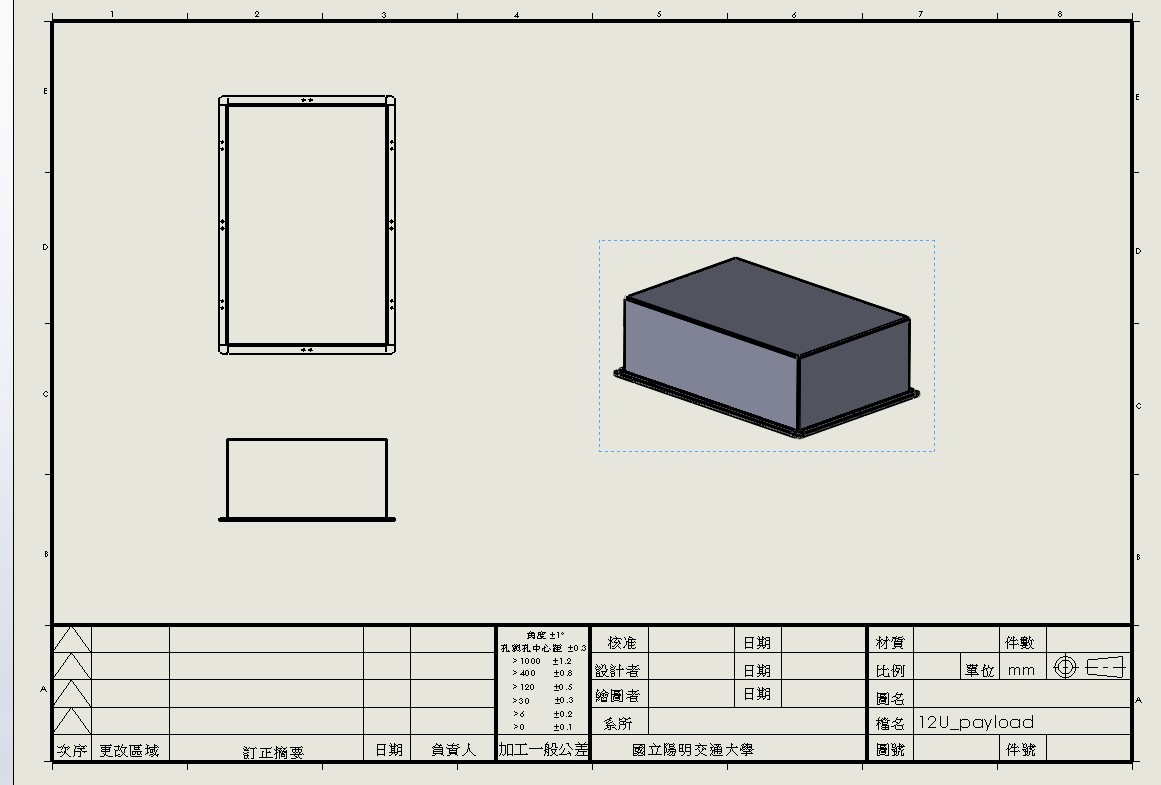 1 2 3 4 5 6 7 8
E E
D D
C C
B B
A A
角度 ±1°
孔與孔中心距 ±0.3
>1000 ±1.2
>400 ±0.8
>120 ±0.5
>30 ±0.3
>6 ±0.2
>0 ±0.1
加工一般公差
次序 更改區域 訂正摘要 日期 負責人
核准 日期
設計者 日期
繪圖者 日期
系所
國立陽明交通大學
材質 件數
比例 單位 mm
圖名
檔名 12U_payload
圖號 件號